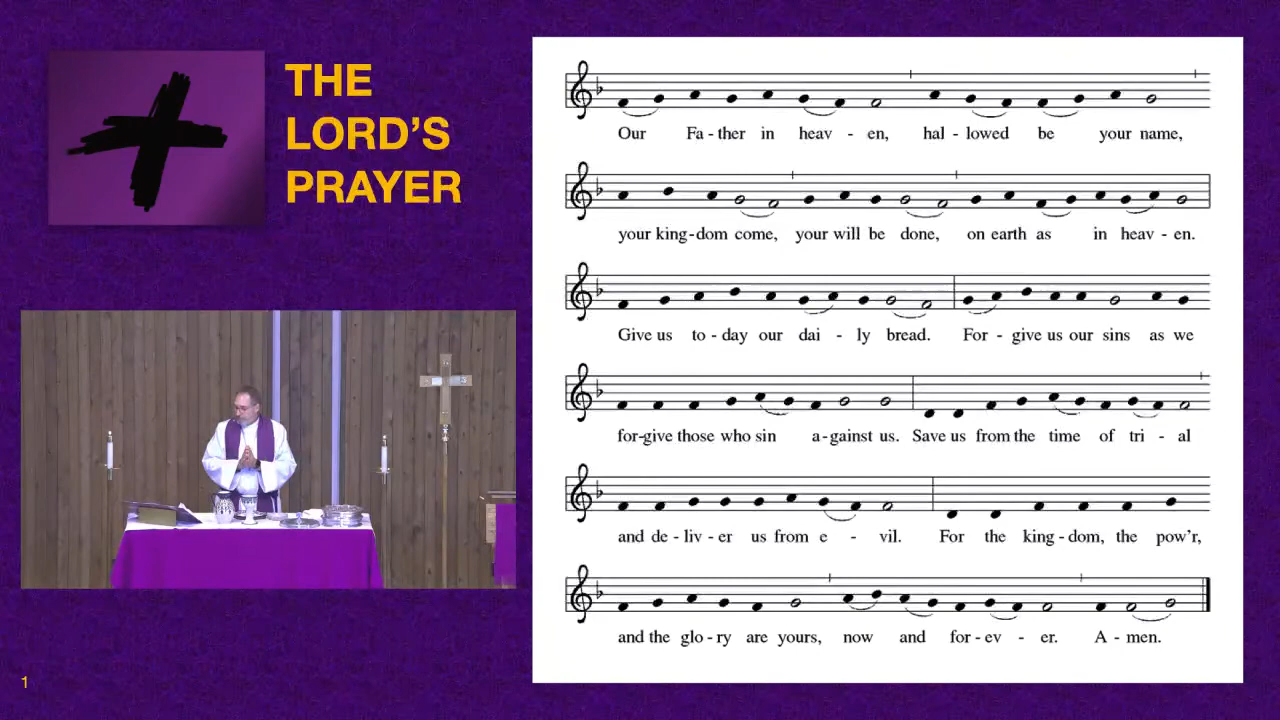 THE
LORD'S
PRAYER
Our Fa - ther in heav - en, hal - lowed be your name,
your king - dom come, your will be done, on earth as in heav - en.
Give us to - day our dai - ly bread. For - give us our sins as we
for - give those who sin a - gainst us. Save us from the time of tri - al
and de - liv - er us from e - vil. For the king - dom, the pow'r,
and the glo - ry are yours, now and for - ev - er. A - men.
1